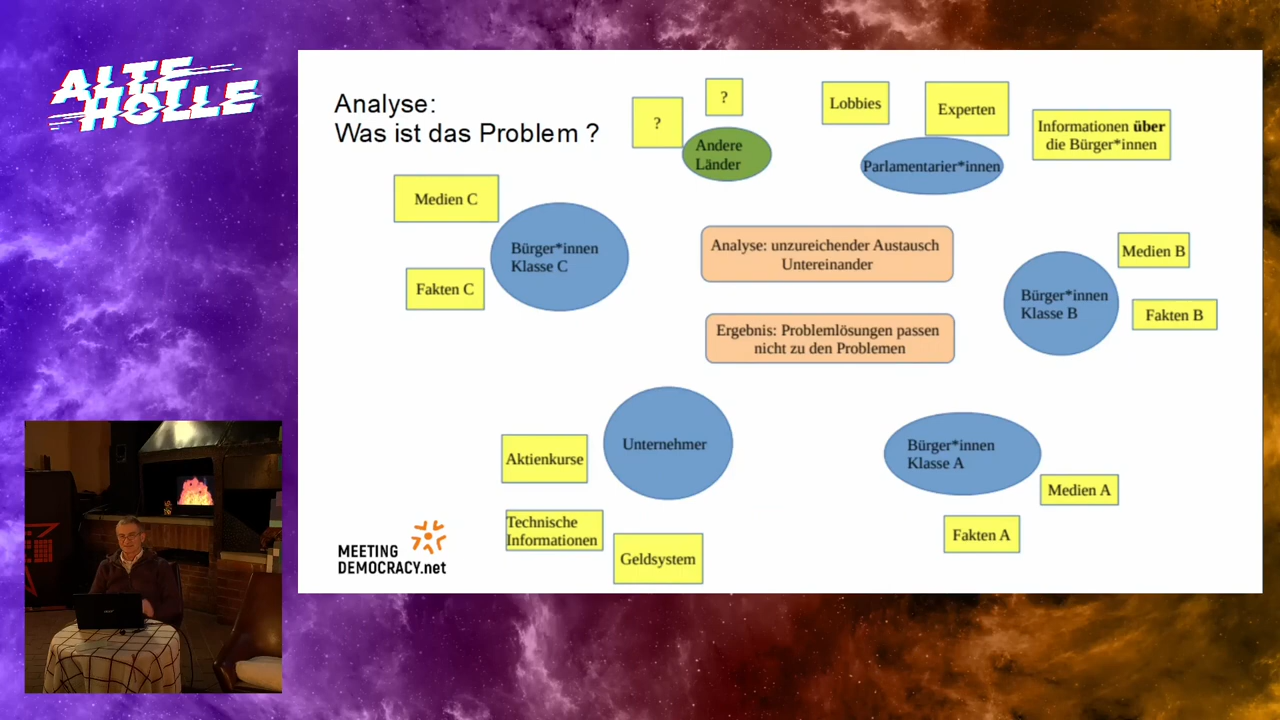 ALTE
HÖLLE
Analyse:
Was ist das Problem ?
?
?
Andere
Länder
Lobbies
Experten
Informationen über
die Bürger*innen
Parlamentarier*innen
Medien C
Bürger*innen
Klasse C
Fakten C
Analyse: unzureichender Austausch
Untereinander
Ergebnis: Problemlösungen passen
nicht zu den Problemen
Medien B
Bürger*innen
Klasse B
Fakten B
Unternehmer
Aktienkurse
Technische
Informationen
Geldsystem
Bürger*innen
Klasse A
Medien A
Fakten A
MEETING
DEMOCRACY.net